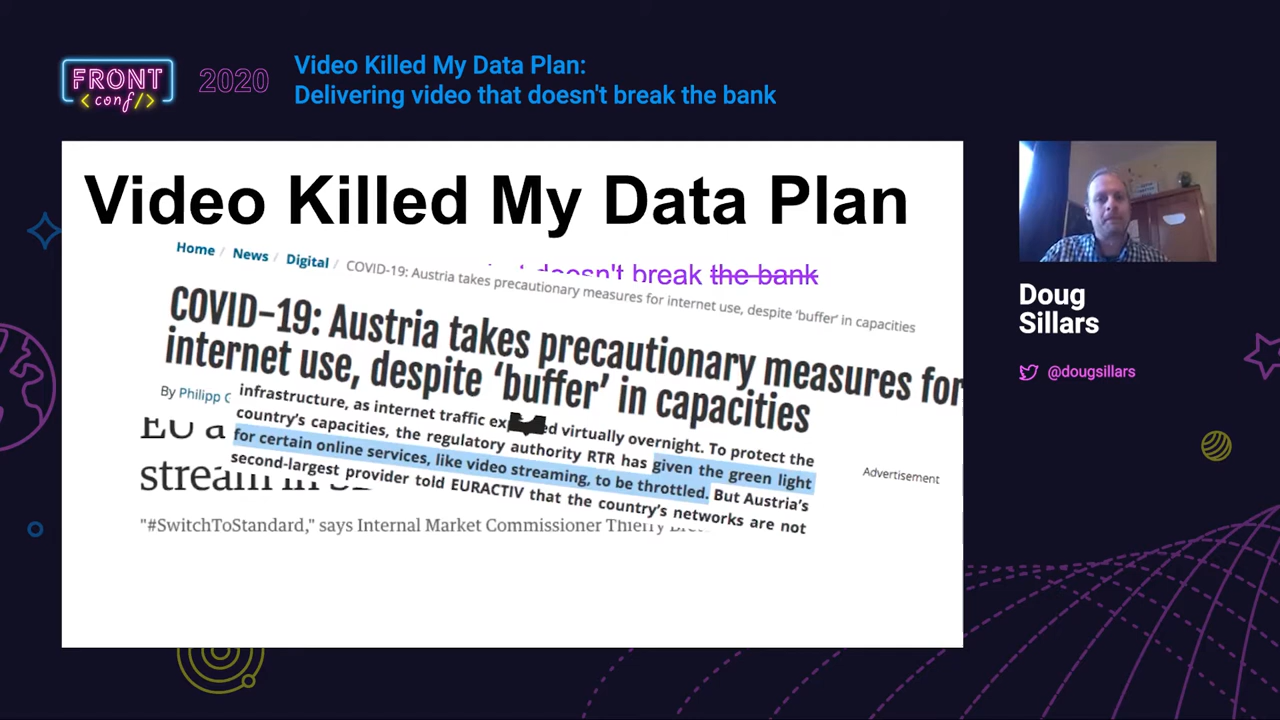 FRONT
<conf/>
2020
Video Killed My Data Plan:
Delivering video that doesn't break the bank
Video Killed My Data Plan
doesn't break the bank
Home / News / Digital / COVID-19: Austria takes precautionary measures for internet use, despite ‘buffer’ in capacities
COVID-19: Austria takes precautionary measures for
internet use, despite ‘buffer’ in capacities
By Philipp
infrastructure, as internet traffic virtually overnight. To protect the
country’s capacities, the regulatory authority RTR has given the green light
for certain online services, like video streaming, to be throttled. But Austria’s
second-largest provider told EURACTIV that the country’s networks are not
Advertisement
EU
stream in
"#SwitchToStandard," says Internal Market Commissioner Thierry
Doug
Sillars
@dougsillars